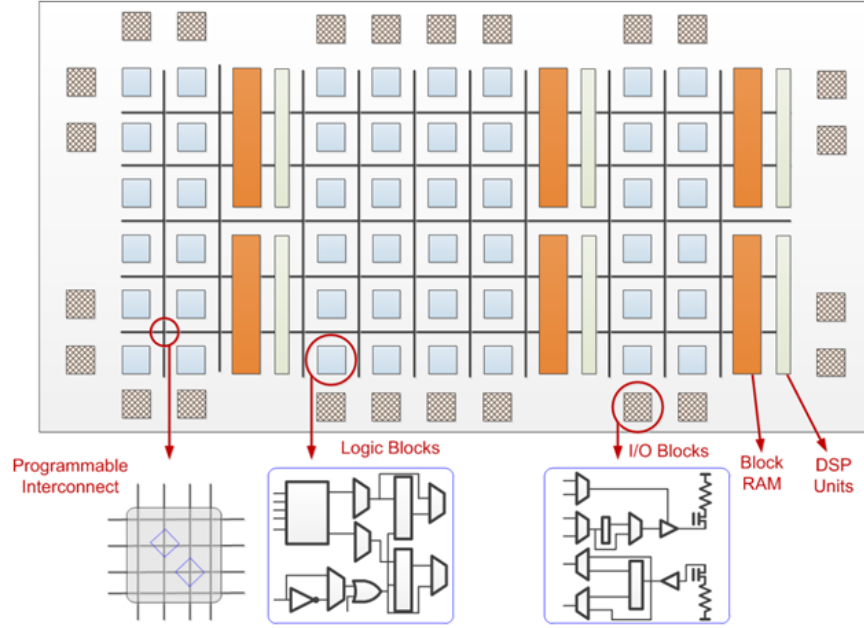 Programmable
Interconnect
Logic Blocks
I/O Blocks
Block
RAM
DSP
Units